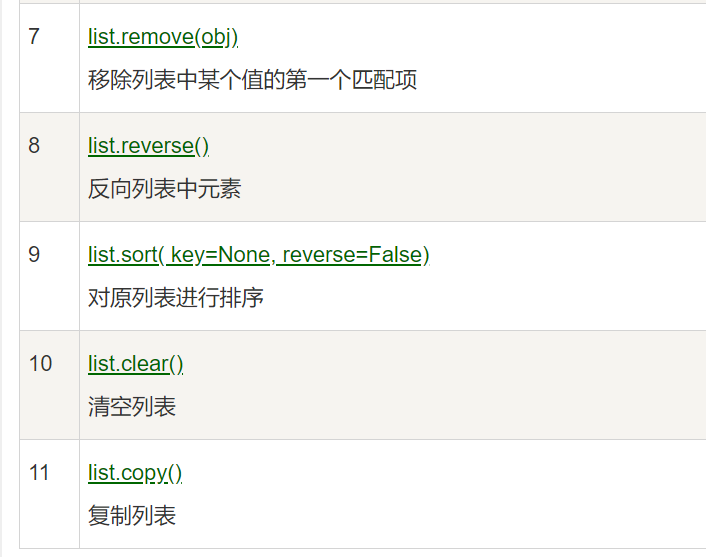 7 list.remove(obj)
移除列表中某个值的第一个匹配项
8 list.reverse()
反向列表中元素
9 list.sort( key=None, reverse=False)
对原列表进行排序
10 list.clear()
清空列表
11 list.copy()
复制列表